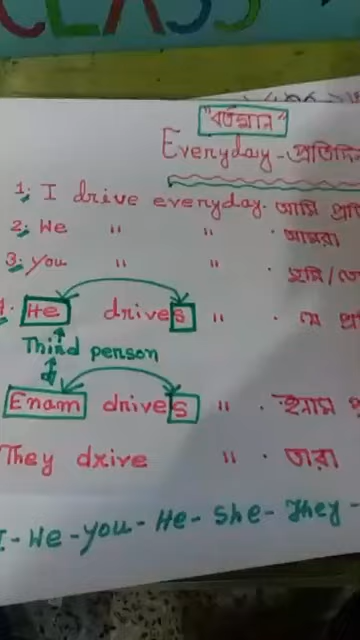 CLASS
"বর্তমান"
Everyday - প্রতিদিন
1. I drive everyday. আমি প্রতি
2. We " " . আমরা
3. You " " . তুমি/তো
4. He drives " . সে প্র
Third person
Enam drives " . ইনাম প্র
They drive " . তারা
I - We - you - He - she - They -